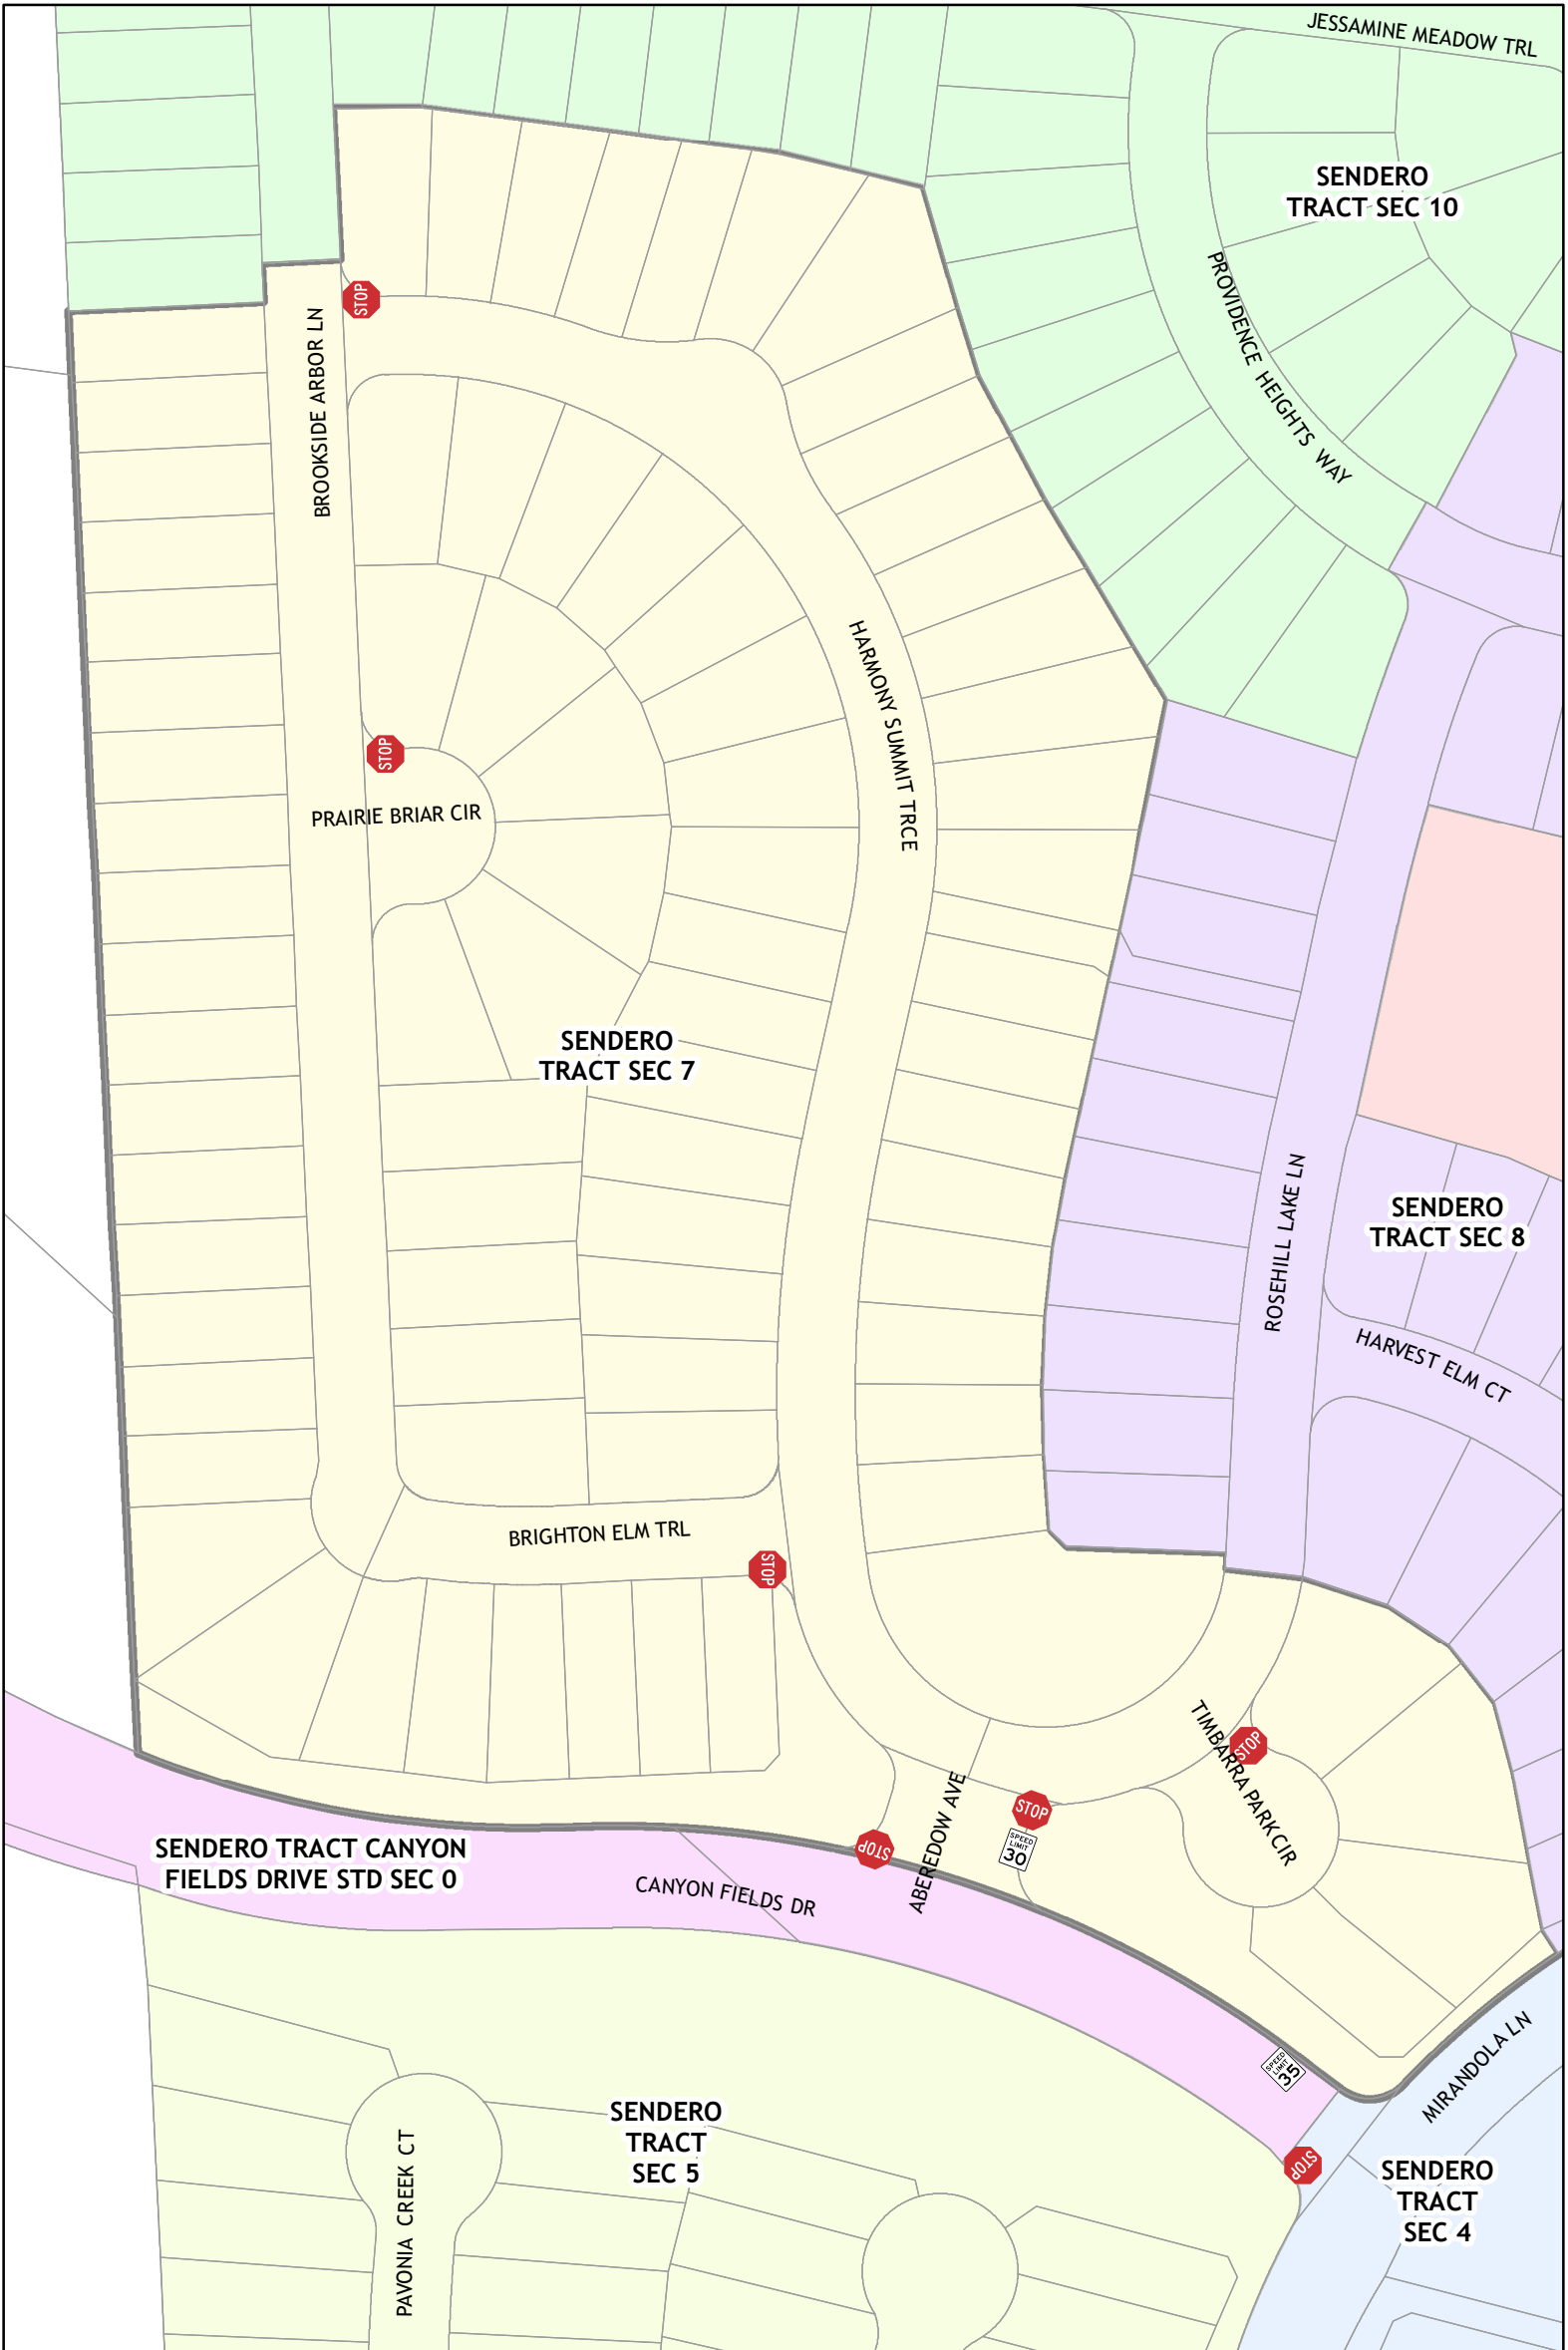 JESSAMINE MEADOW TRL
SENDERO
TRACT SEC 10
PROVIDENCE HEIGHTS WAY
STOP
BROOKSIDE ARBOR LN
HARMONY SUMMIT TRCE
STOP
PRAIRIE BRIAR CIR
SENDERO
TRACT SEC 7
ROSEHILL LAKE LN
SENDERO
TRACT SEC 8
HARVEST ELM CT
BRIGHTON ELM TRL
STOP
TIMBARRA PARK CIR
STOP
ABEREDOW AVE
STOP
STOP
SPEED
LIMIT
30
SENDERO TRACT CANYON
FIELDS DRIVE STD SEC 0
CANYON FIELDS DR
SPEED
LIMIT
35
MIRANDOLA LN
STOP
SENDERO
TRACT
SEC 5
PAVONIA CREEK CT
SENDERO
TRACT
SEC 4